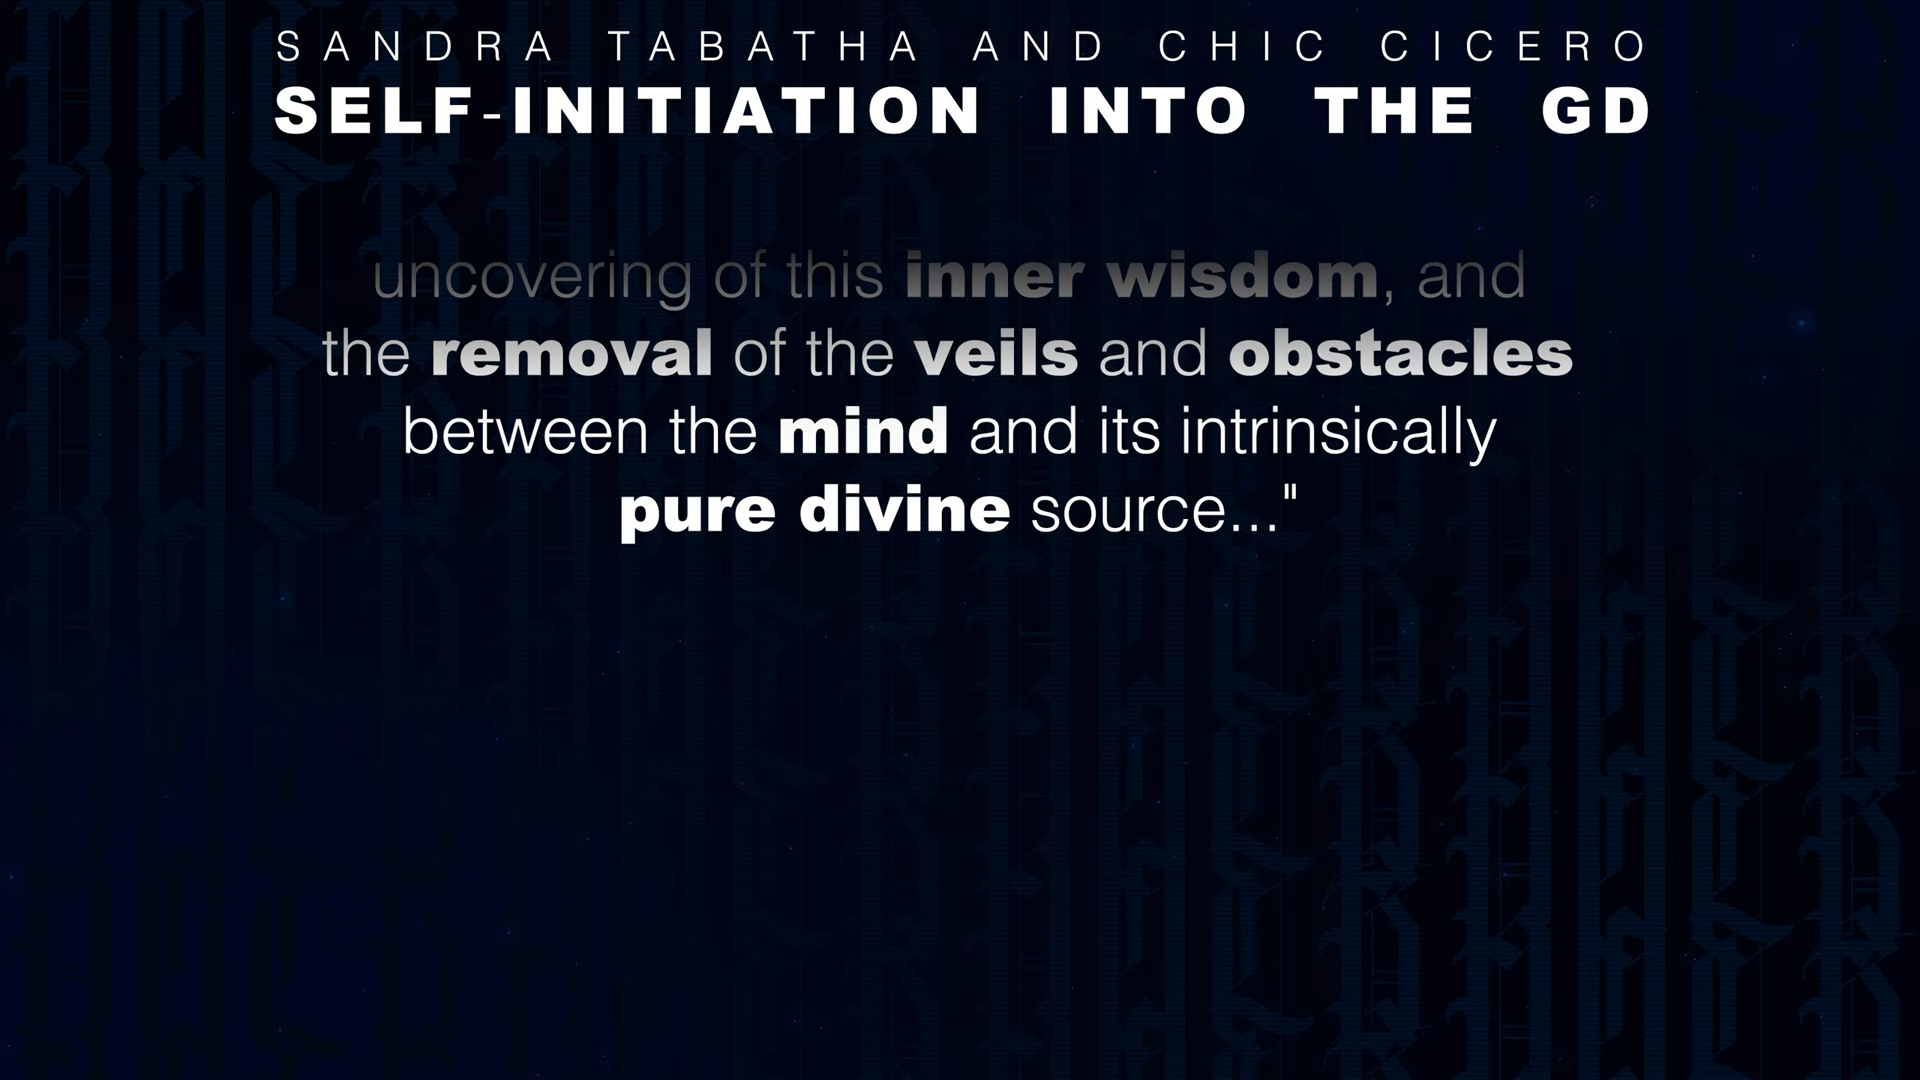 SANDRA TABATHA AND CHIC CICERO
SELF-INITIATION INTO THE GD
uncovering of this inner wisdom, and
the removal of the veils and obstacles
between the mind and its intrinsically
pure divine source..."